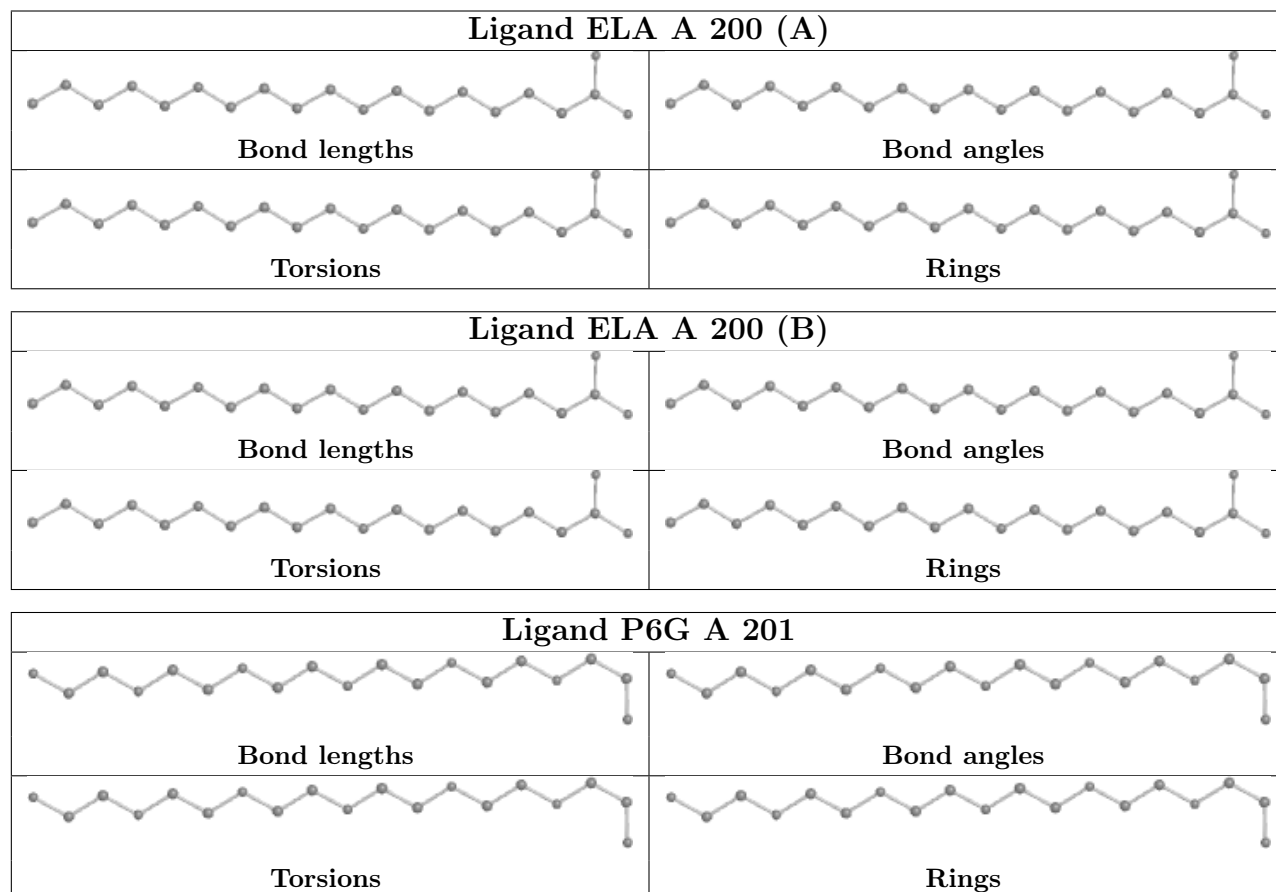 Ligand ELA A 200 (A)
Bond lengths
Bond angles
Torsions
Rings
Ligand ELA A 200 (B)
Bond lengths
Bond angles
Torsions
Rings
Ligand P6G A 201
Bond lengths
Bond angles
Torsions
Rings